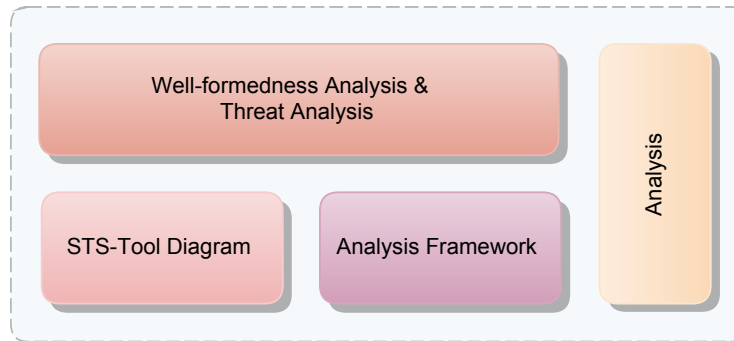 Well-formedness Analysis &
Threat Analysis
Analysis
STS-Tool Diagram
Analysis Framework